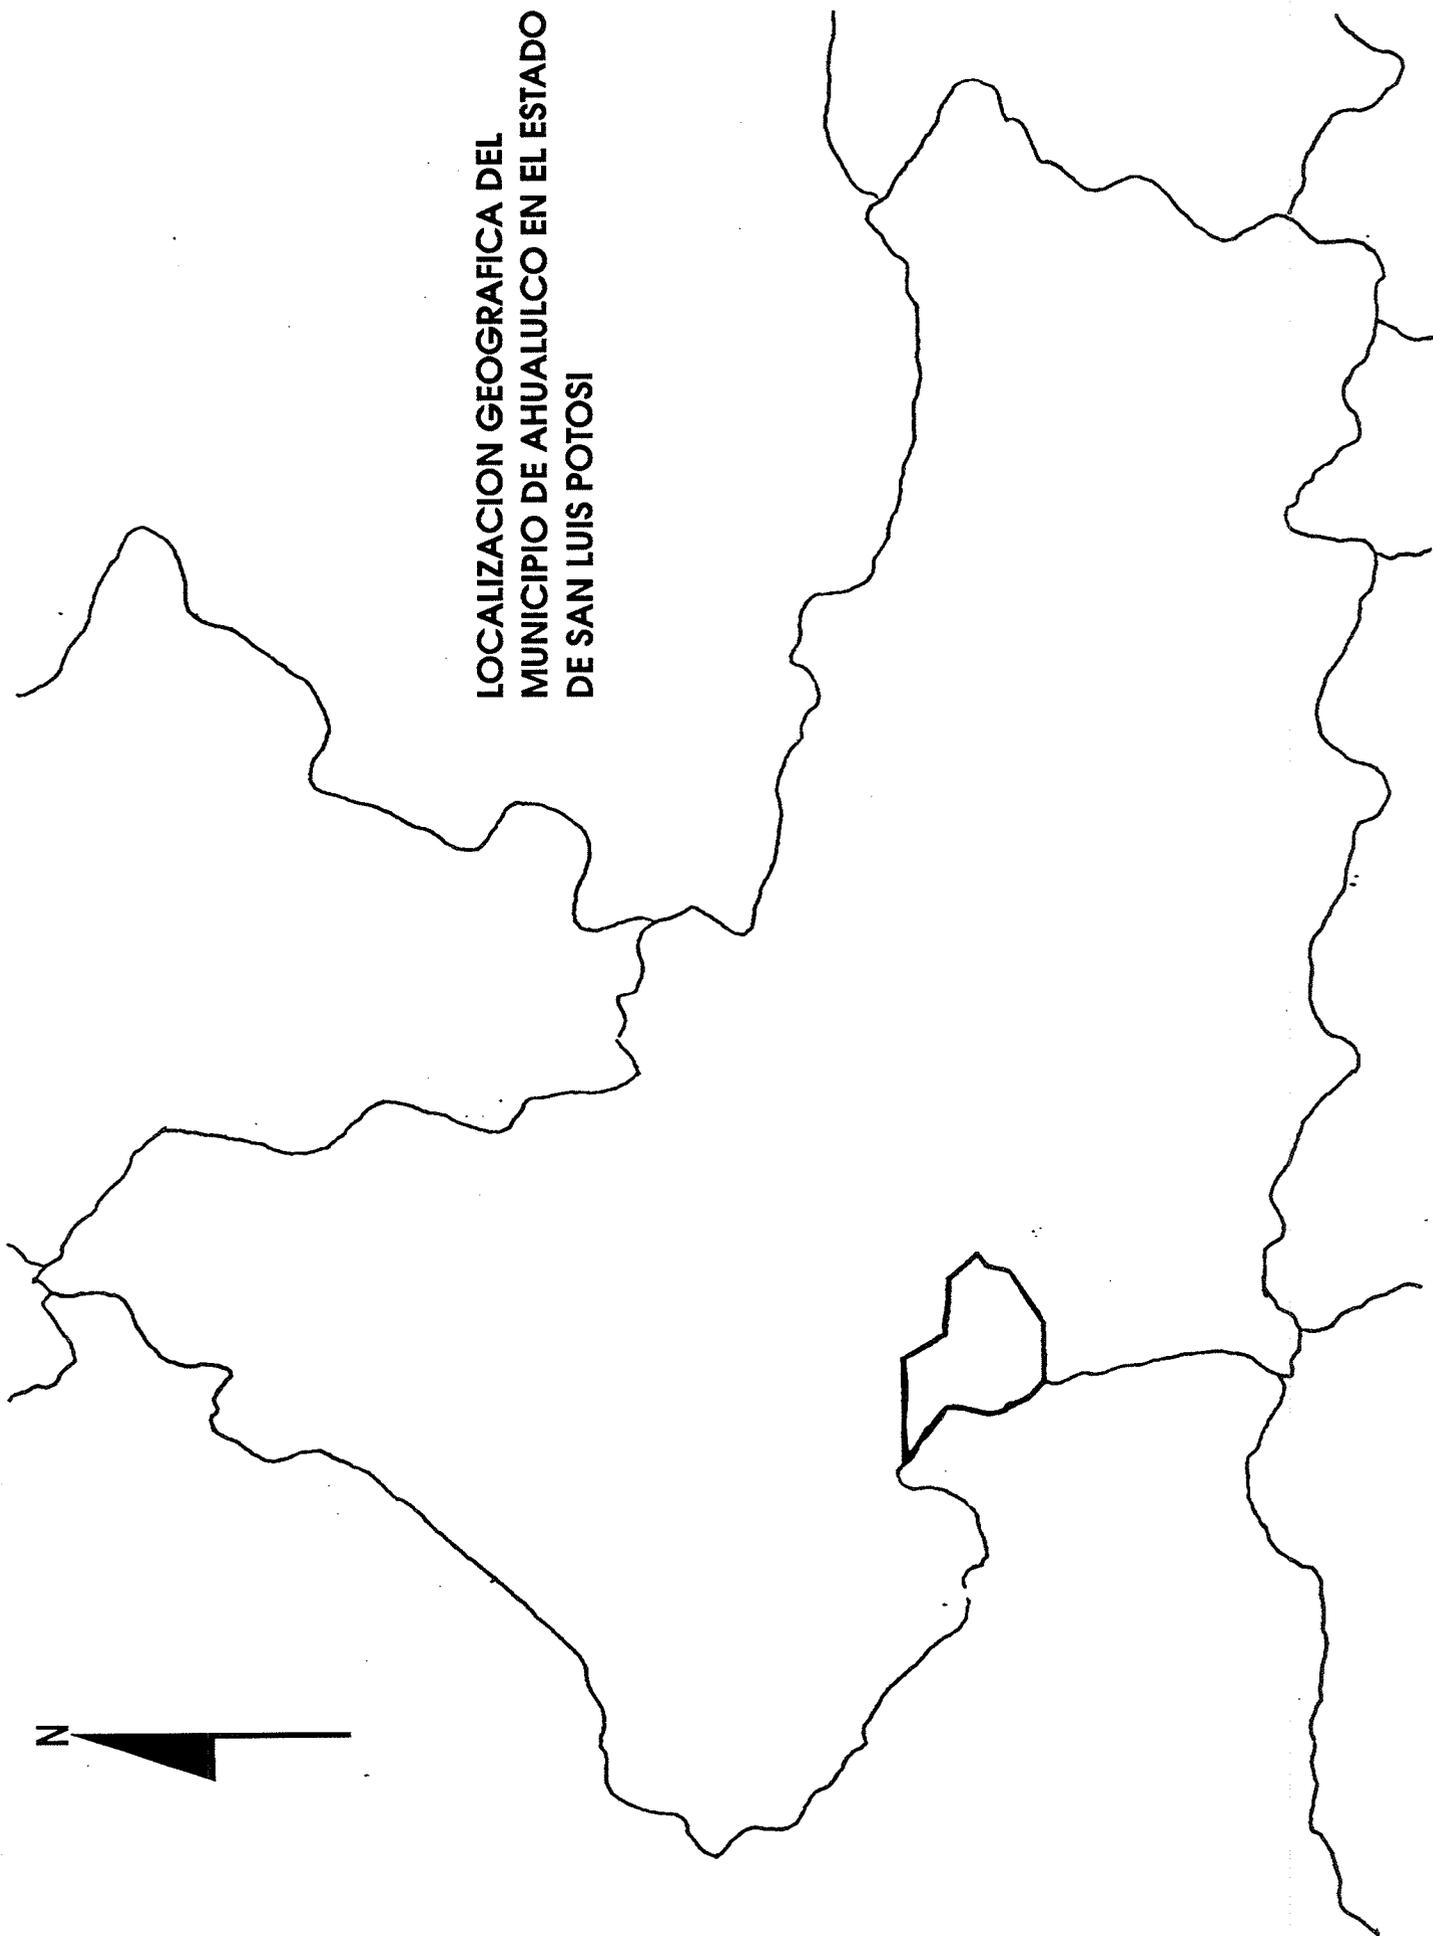 LOCALIZACION GEOGRAFICA DEL
MUNICIPIO DE AHUALULCO EN EL ESTADO
DE SAN LUIS POTOSI
N